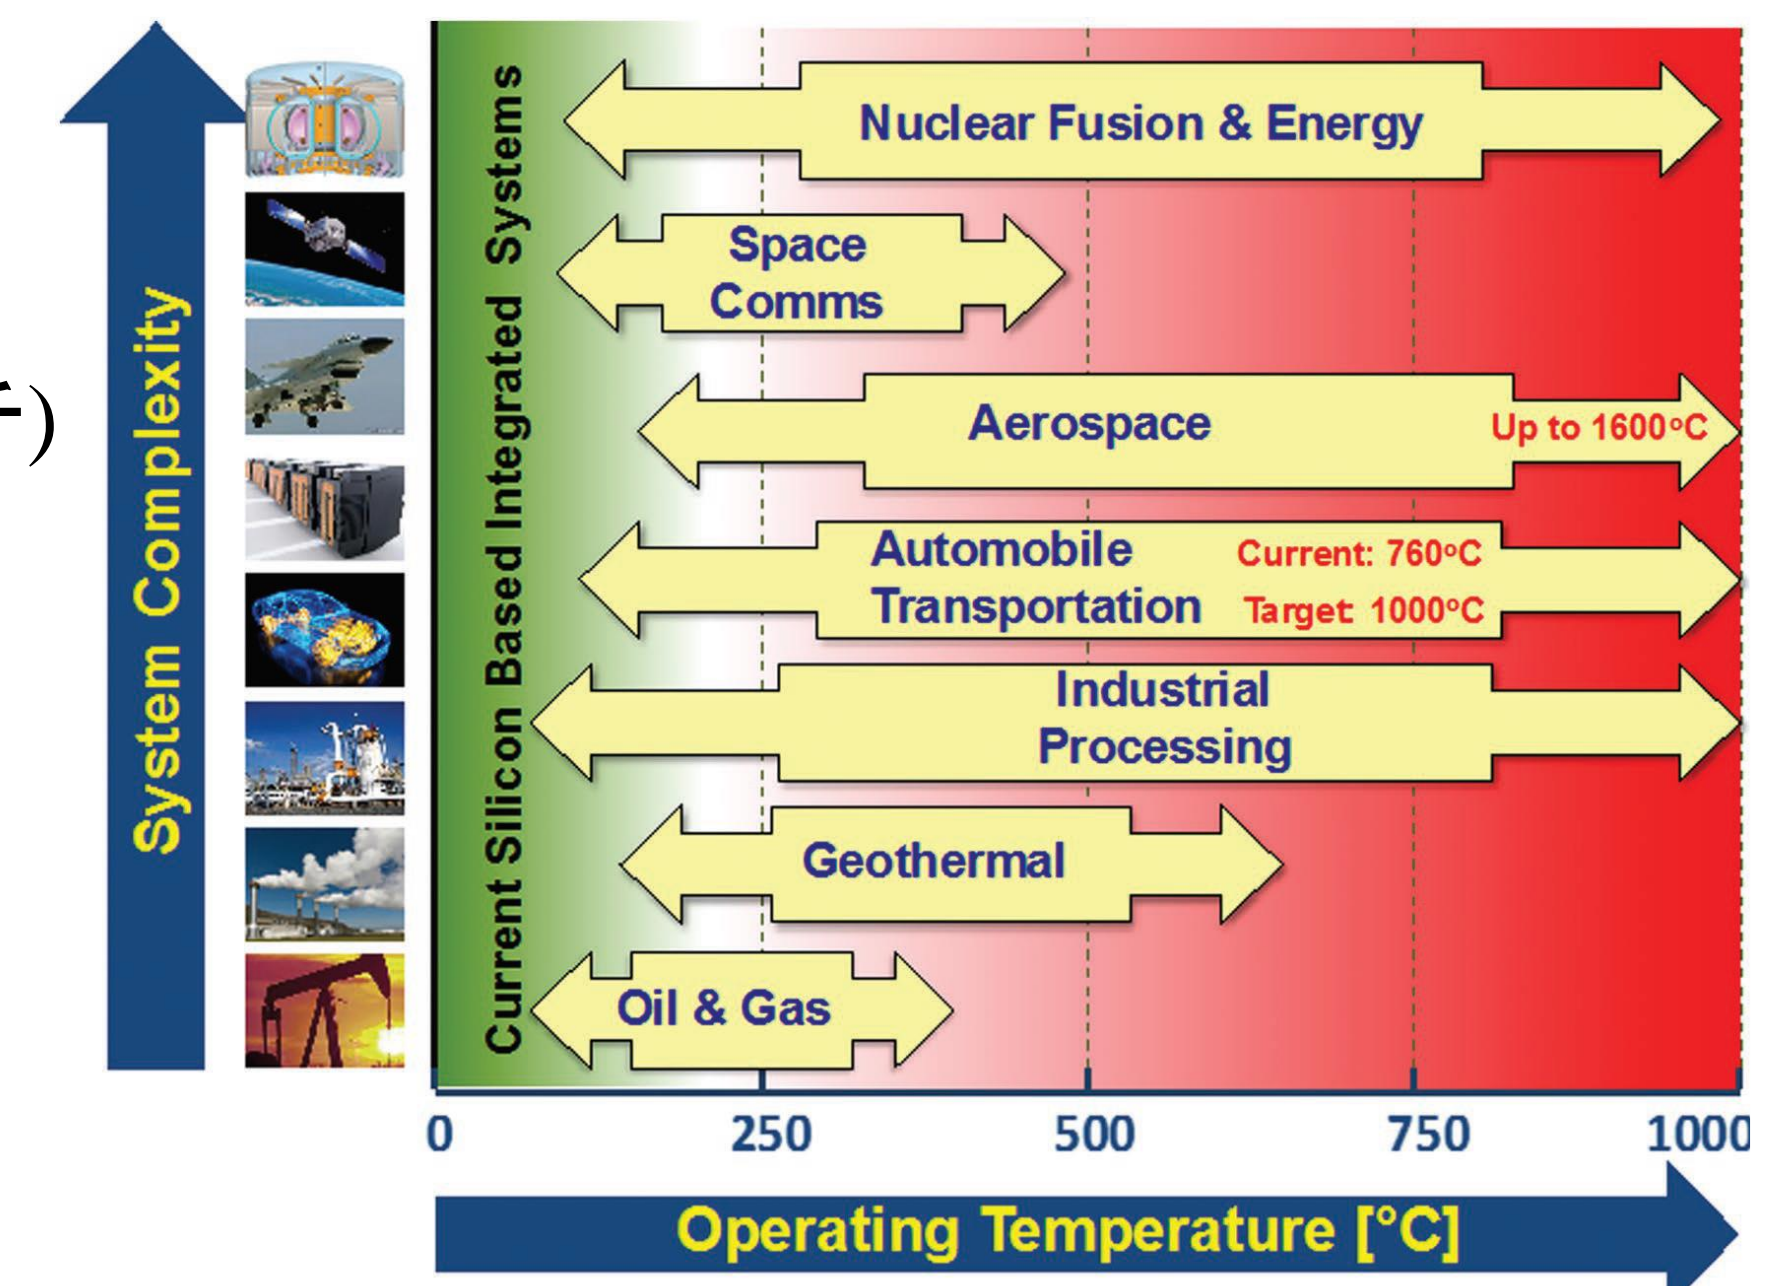 System Complexity
Current Silicon Based Integrated Systems
Nuclear Fusion & Energy
Space
Comms
Aerospace
Up to 1600°C
Automobile
Transportation
Current: 760°C
Target: 1000°C
Industrial
Processing
Geothermal
Oil & Gas
0 250 500 750 1000
Operating Temperature [°C]